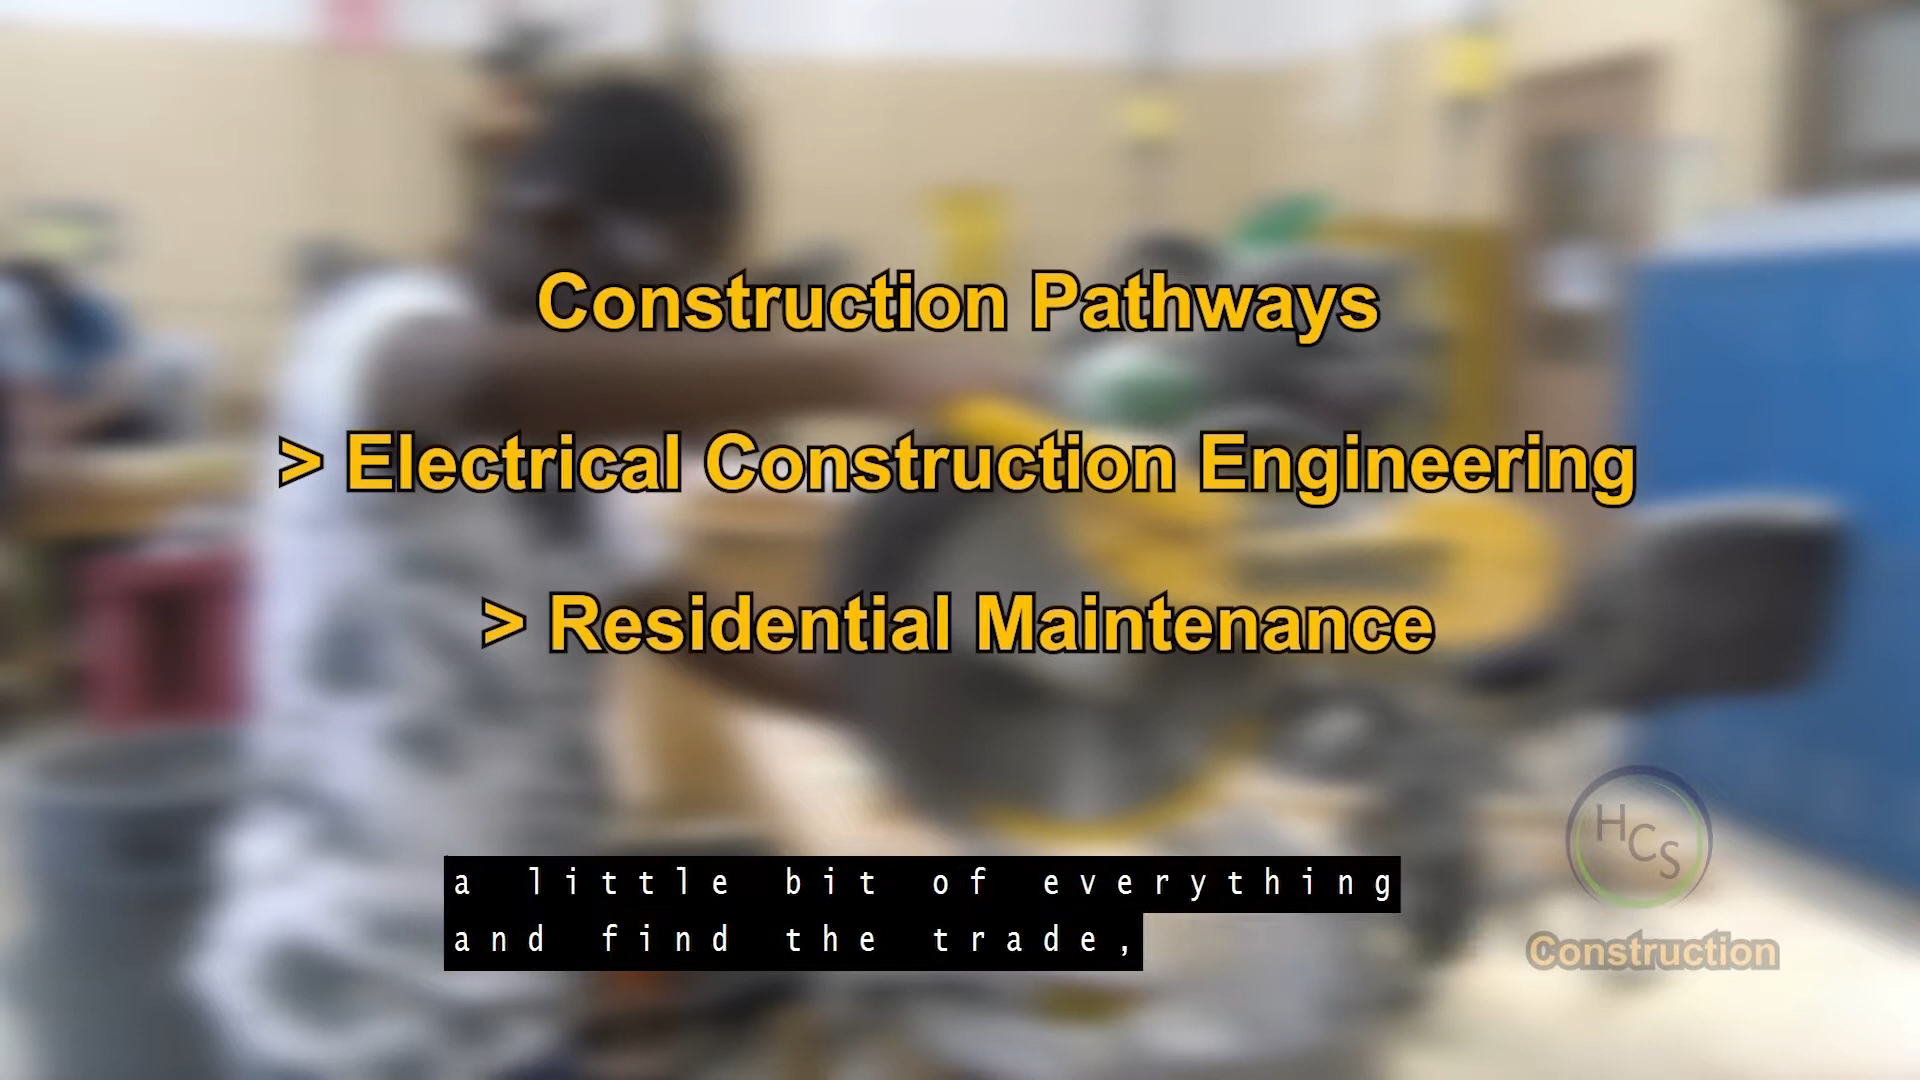 Construction Pathways
> Electrical Construction Engineering
> Residential Maintenance
a little bit of everything
and find the trade,
HCS
Construction